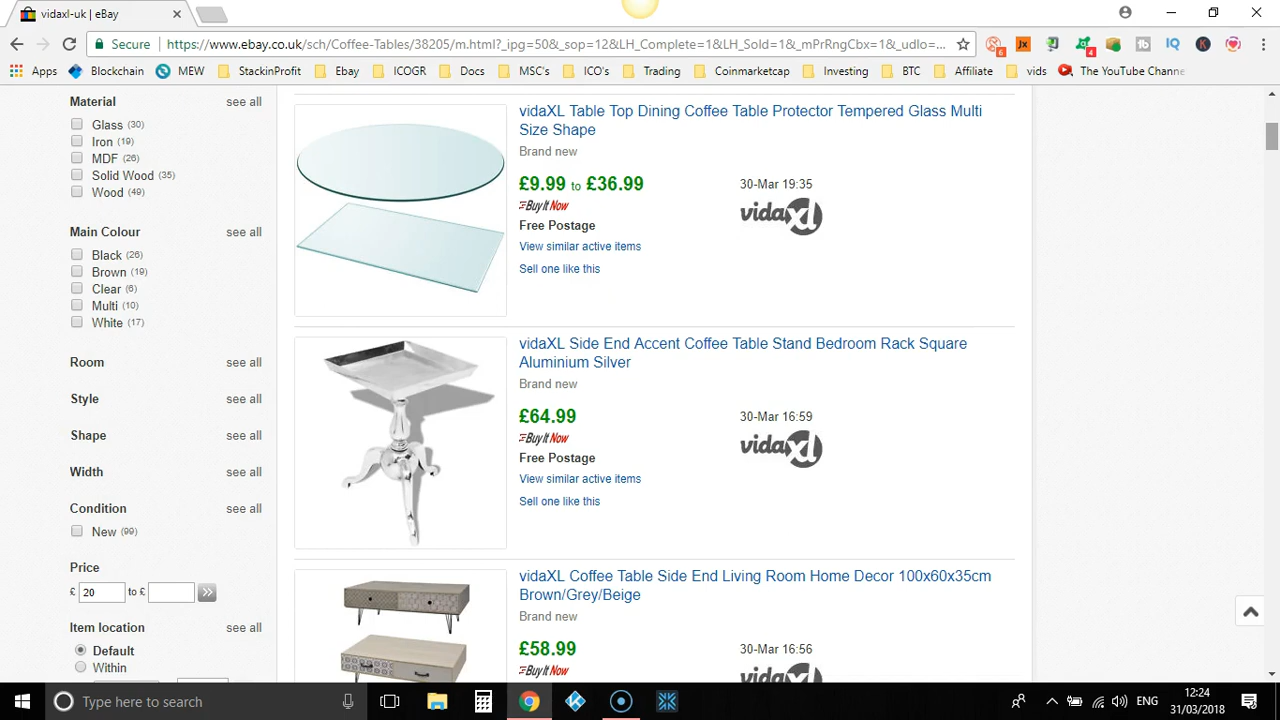 vidaxl-uk | eBay
Secure https://www.ebay.co.uk/sch/Coffee-Tables/38205/m.html?_ipg=50&_sop=12&LH_Complete=1&LH_Sold=1&_mPrRngCbx=1&_udlo=...
Apps Blockchain MEW StackinProfit Ebay ICOGR Docs MSC's ICO's Trading Coinmarketcap Investing BTC Affiliate vids The YouTube Chann
Material see all
Glass (30)
Iron (19)
MDF (26)
Solid Wood (35)
Wood (49)
Main Colour see all
Black (26)
Brown (19)
Clear (6)
Multi (10)
White (17)
Room see all
Style see all
Shape see all
Width see all
Condition see all
New (99)
Price
£ 20 to £
Item location see all
Default
Within
vidaXL Table Top Dining Coffee Table Protector Tempered Glass Multi
Size Shape
Brand new
£9.99 to £36.99 30-Mar 19:35
Buy It Now vidaXL
Free Postage
View similar active items
Sell one like this
vidaXL Side End Accent Coffee Table Stand Bedroom Rack Square
Aluminium Silver
Brand new
£64.99 30-Mar 16:59
Buy It Now vidaXL
Free Postage
View similar active items
Sell one like this
vidaXL Coffee Table Side End Living Room Home Decor 100x60x35cm
Brown/Grey/Beige
Brand new
£58.99 30-Mar 16:56
Buy It Now vidaXL
Type here to search
ENG
12:24
31/03/2018